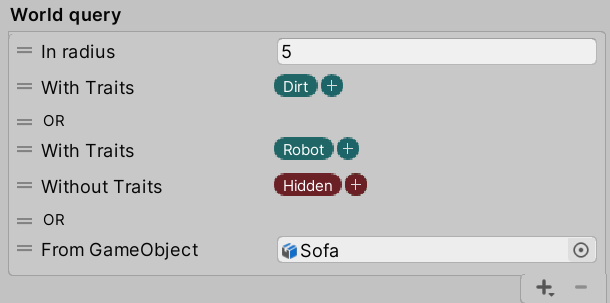 World query
In radius 5
With Traits Dirt +
OR
With Traits Robot +
Without Traits Hidden +
OR
From GameObject Sofa